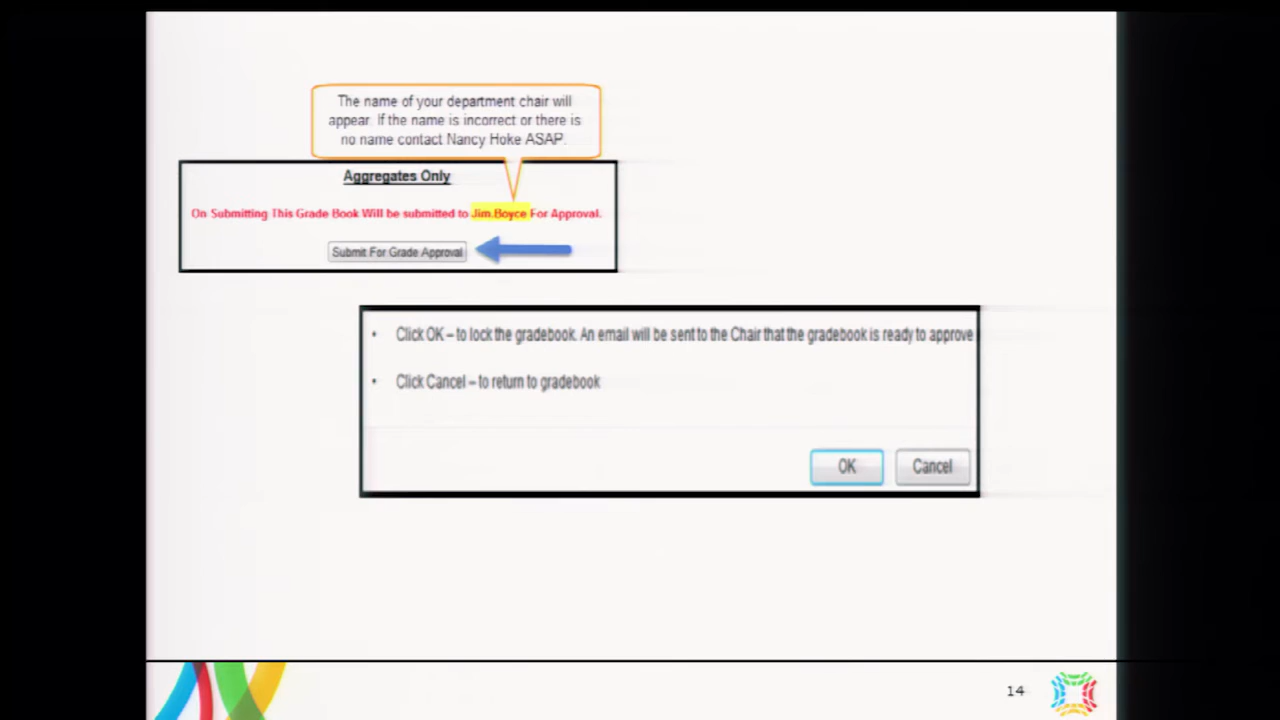 The name of your department chair will
appear. If the name is incorrect or there is
no name contact Nancy Hoke ASAP.
Aggregates Only
On Submitting This Grade Book Will be submitted to Jim.Boyce For Approval.
Submit For Grade Approval
• Click OK – to lock the gradebook. An email will be sent to the Chair that the gradebook is ready to approve
• Click Cancel – to return to gradebook
OK Cancel
14